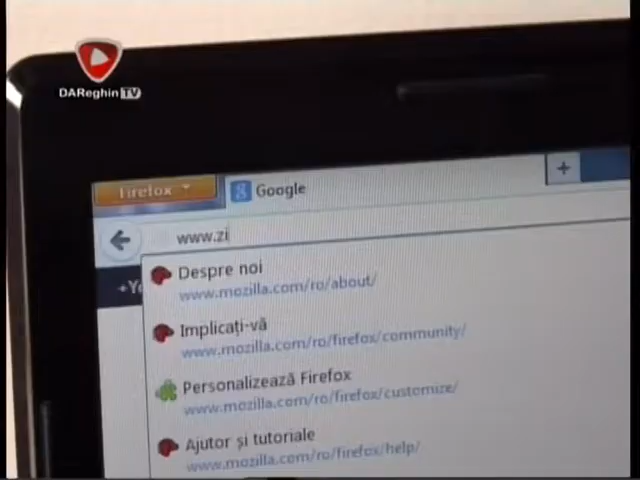 DAReghin TV
Firefox
Google
+
www.zi
+Yo
Despre noi
www.mozilla.com/ro/about/
Implicați-vă
www.mozilla.com/ro/firefox/community/
Personalizează Firefox
www.mozilla.com/ro/firefox/customize/
Ajutor și tutoriale
www.mozilla.com/ro/firefox/help/